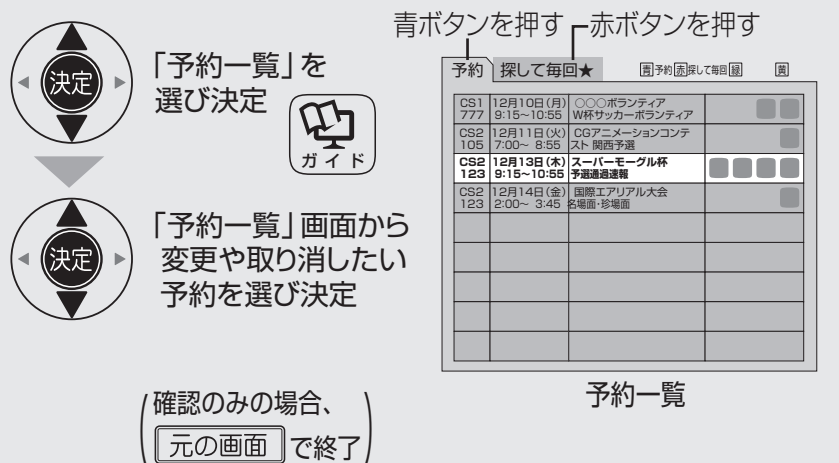 青ボタンを押す 赤ボタンを押す
決定
「予約一覧」を
選び決定
ガイド
決定
「予約一覧」画面から
変更や取り消したい
予約を選び決定
確認のみの場合、
元の画面 で終了
予約 探して毎回★ 青 予約 赤 探して毎回 緑 黄
CS1 12月10日(月) ○○○ボランティア
777 9:15~10:55 W杯サッカーボランティア
CS2 12月11日(火) CGアニメーションコンテ
105 7:00~ 8:55 スト 関西予選
CS2 12月13日(木) スーパーモーグル杯
123 9:15~10:55 予選通過速報
CS2 12月14日(金) 国際エアリアル大会
123 2:00~ 3:45 名場面・珍場面
予約一覧